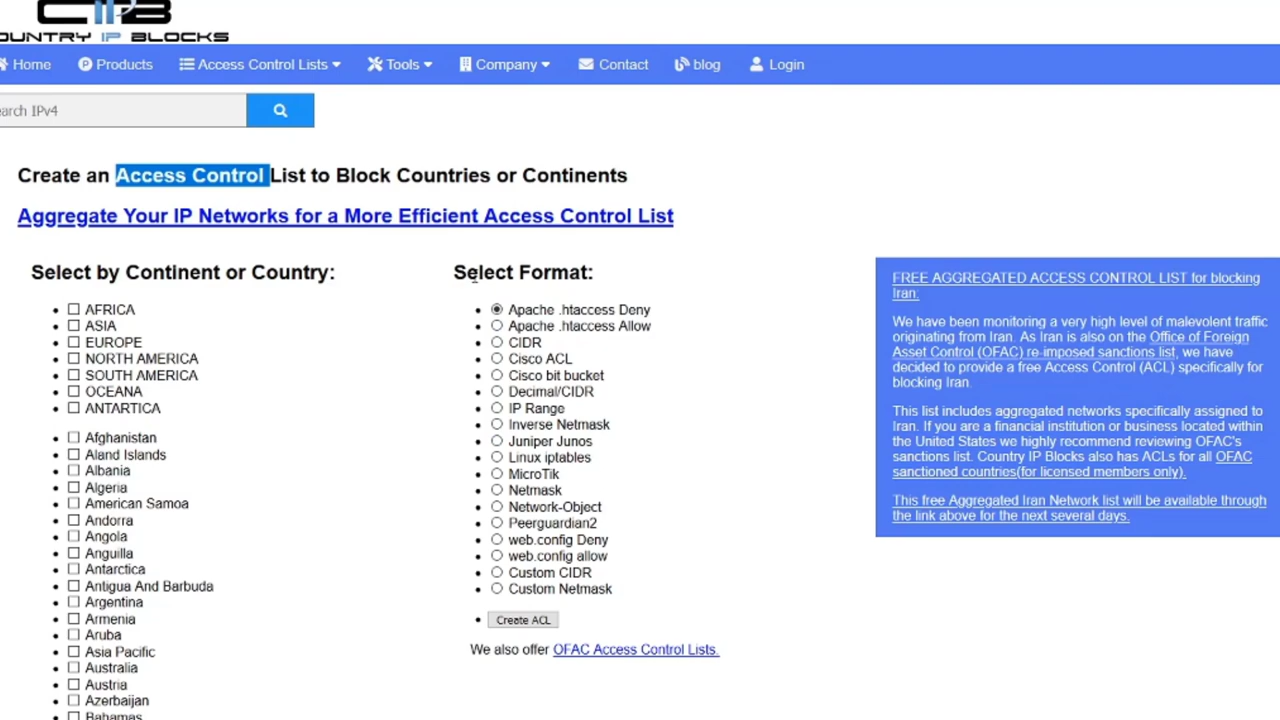 CIPB
OUNTRY IP BLOCKS
Home
Products
Access Control Lists
Tools
Company
Contact
blog
Login
earch IPv4
Create an Access Control List to Block Countries or Continents
Aggregate Your IP Networks for a More Efficient Access Control List
Select by Continent or Country:
AFRICA
ASIA
EUROPE
NORTH AMERICA
SOUTH AMERICA
OCEANA
ANTARTICA
Afghanistan
Aland Islands
Albania
Algeria
American Samoa
Andorra
Angola
Anguilla
Antarctica
Antigua And Barbuda
Argentina
Armenia
Aruba
Asia Pacific
Australia
Austria
Azerbaijan
Bahamas
Select Format:
Apache .htaccess Deny
Apache .htaccess Allow
CIDR
Cisco ACL
Cisco bit bucket
Decimal/CIDR
IP Range
Inverse Netmask
Juniper Junos
Linux iptables
MicroTik
Netmask
Network-Object
Peerguardian2
web.config Deny
web.config allow
Custom CIDR
Custom Netmask
Create ACL
We also offer OFAC Access Control Lists.
FREE AGGREGATED ACCESS CONTROL LIST for blocking
Iran:
We have been monitoring a very high level of malevolent traffic
originating from Iran. As Iran is also on the Office of Foreign
Asset Control (OFAC) re-imposed sanctions list, we have
decided to provide a free Access Control (ACL) specifically for
blocking Iran.
This list includes aggregated networks specifically assigned to
Iran. If you are a financial institution or business located within
the United States we highly recommend reviewing OFAC's
sanctions list. Country IP Blocks also has ACLs for all OFAC
sanctioned countries(for licensed members only).
This free Aggregated Iran Network list will be available through
the link above for the next several days.